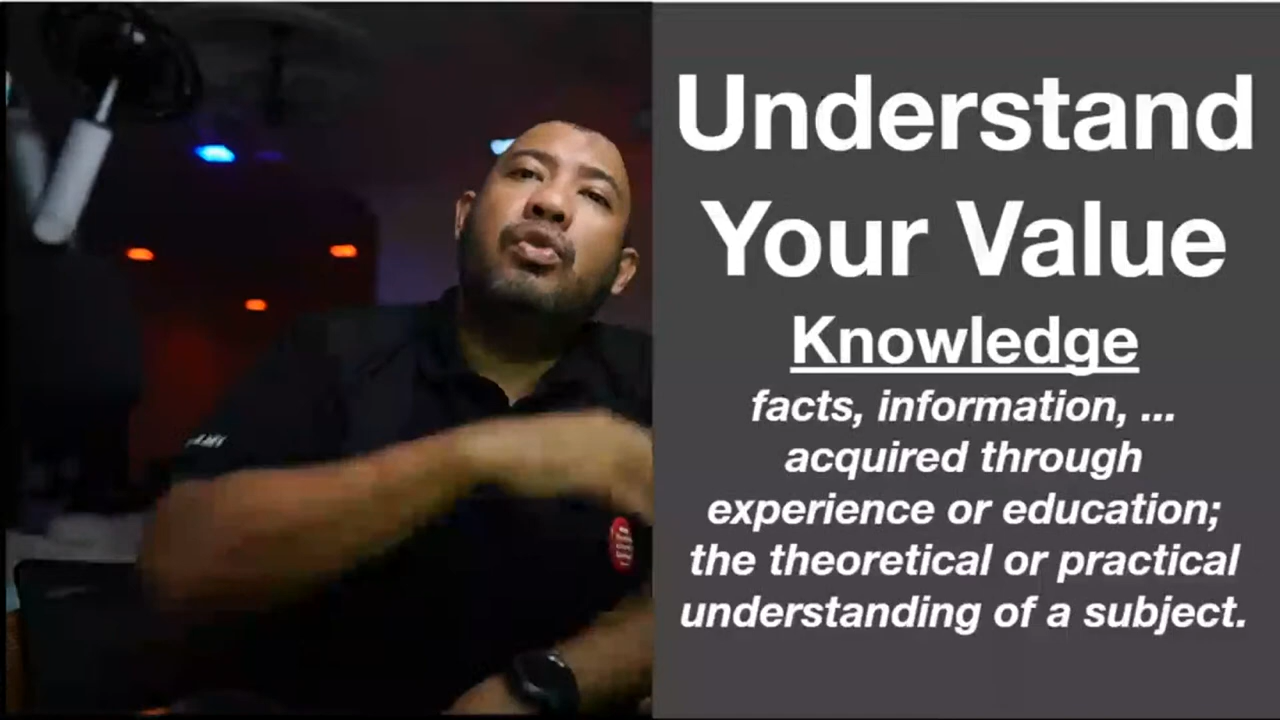 Understand
Your Value
Knowledge
facts, information, ...
acquired through
experience or education;
the theoretical or practical
understanding of a subject.